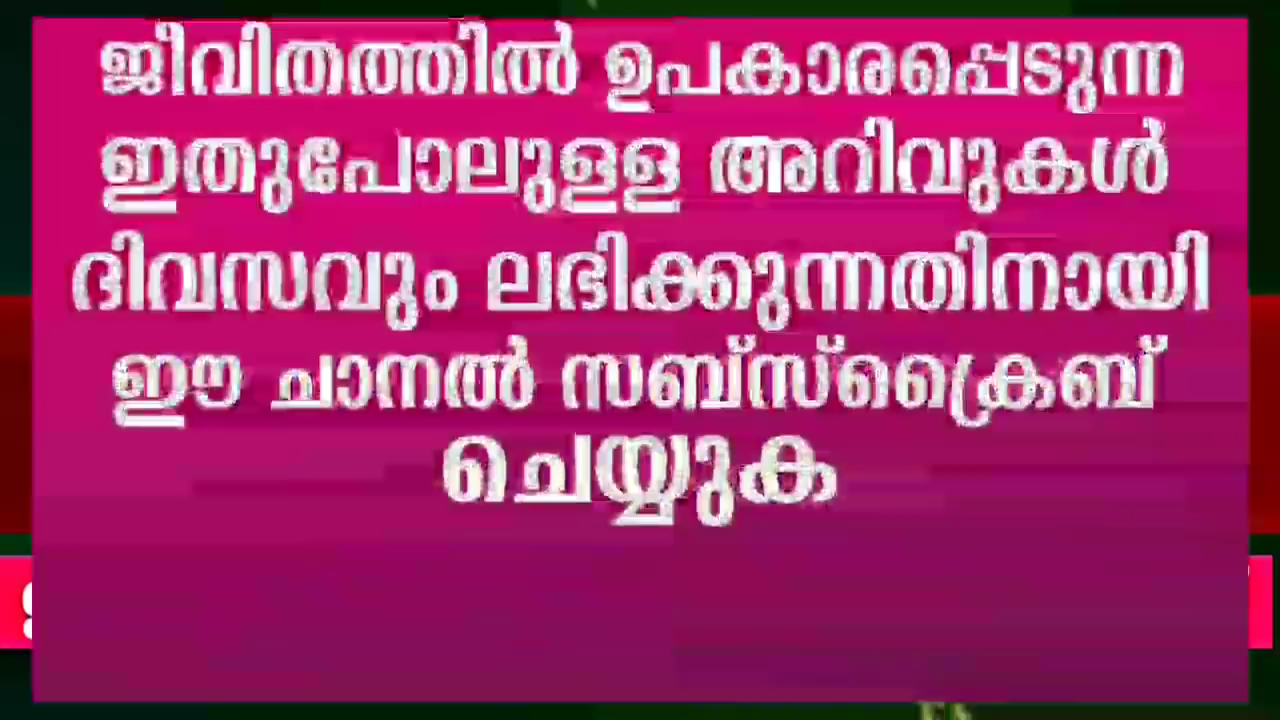 ജീവിതത്തിൽ ഉപകാരപ്പെടുന്ന
ഇതുപോലുള്ള അറിവുകൾ
ദിവസവും ലഭിക്കുന്നതിനായി
ഈ ചാനൽ സബ്സ്ക്രൈബ്
ചെയ്യുക